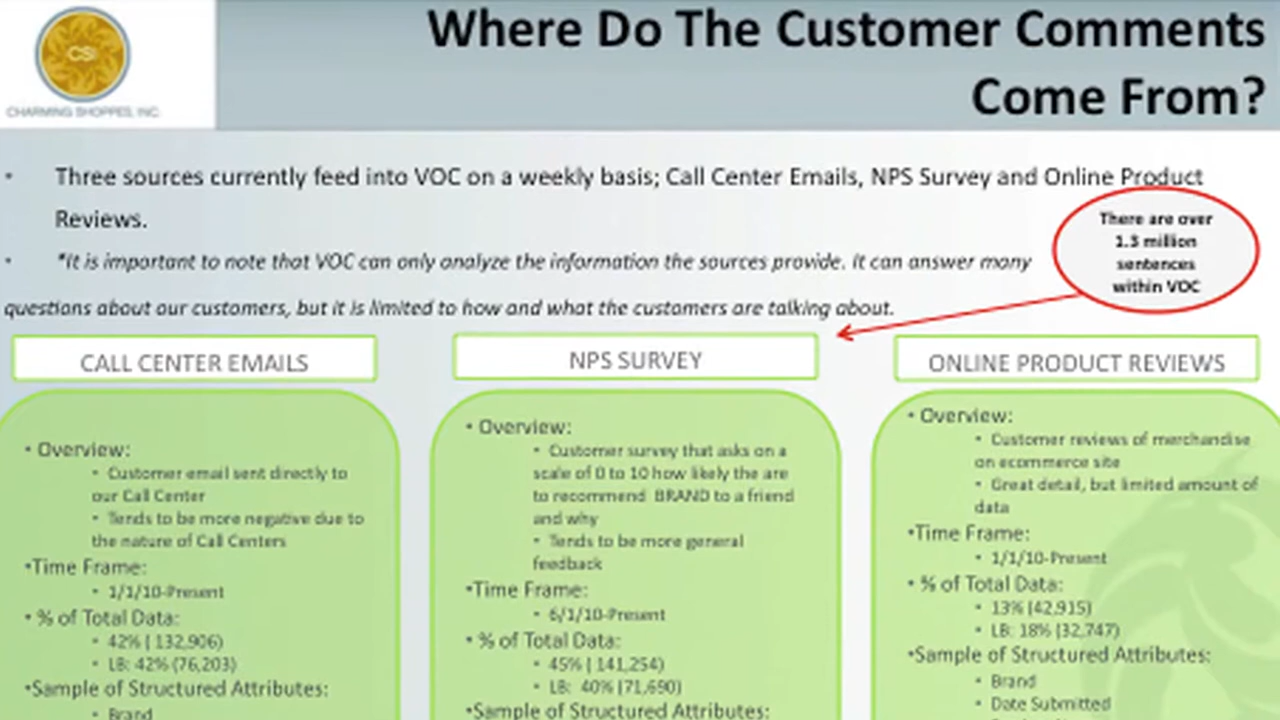 Where Do The Customer Comments
Come From?
CSI
CHARMING SHOPPES, INC.
• Three sources currently feed into VOC on a weekly basis; Call Center Emails, NPS Survey and Online Product
Reviews.
• *It is important to note that VOC can only analyze the information the sources provide. It can answer many
questions about our customers, but it is limited to how and what the customers are talking about.
There are over
1.3 million
sentences
within VOC
CALL CENTER EMAILS
• Overview:
• Customer email sent directly to
our Call Center
• Tends to be more negative due to
the nature of Call Centers
•Time Frame:
• 1/1/10-Present
• % of Total Data:
• 42% ( 132,906)
• LB: 42% (76,203)
•Sample of Structured Attributes:
• Brand
NPS SURVEY
• Overview:
• Customer survey that asks on a
scale of 0 to 10 how likely the are
to recommend BRAND to a friend
and why
• Tends to be more general
feedback
•Time Frame:
• 6/1/10-Present
• % of Total Data:
• 45% ( 141,254)
• LB: 40% (71,690)
•Sample of Structured Attributes:
ONLINE PRODUCT REVIEWS
• Overview:
• Customer reviews of merchandise
on ecommerce site
• Great detail, but limited amount of
data
•Time Frame:
• 1/1/10-Present
• % of Total Data:
• 13% (42,915)
• LB: 18% (32,747)
•Sample of Structured Attributes:
• Brand
• Date Submitted